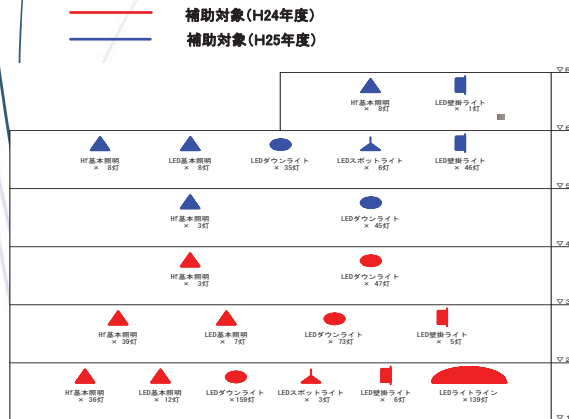 補助対象(H24年度)
補助対象(H25年度)
Hf基本照明 LED壁掛ライト
× 8灯 × 1灯
Hf基本照明 LED基本照明 LEDダウンライト LEDスポットライト LED壁掛ライト
× 8灯 × 8灯 × 35灯 × 6灯 × 46灯
Hf基本照明 LEDダウンライト
× 3灯 × 45灯
Hf基本照明 LEDダウンライト
× 3灯 × 47灯
Hf基本照明 LED基本照明 LEDダウンライト LED壁掛ライト
× 39灯 × 7灯 × 73灯 × 5灯
Hf基本照明 LED基本照明 LEDダウンライト LEDスポットライト LED壁掛ライト LEDライトライン
× 36灯 × 12灯 × 159灯 × 3灯 × 6灯 × 139灯